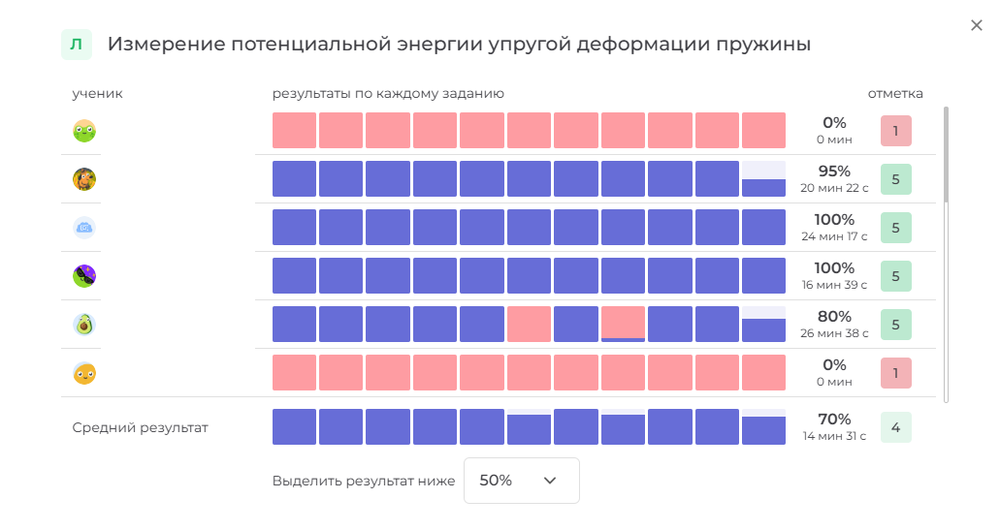 Л Измерение потенциальной энергии упругой деформации пружины
ученик результаты по каждому заданию отметка
0% 1
0 мин
95% 5
20 мин 22 с
100% 5
24 мин 17 с
100% 5
16 мин 39 с
80% 5
26 мин 38 с
0% 1
0 мин
Средний результат 70% 4
14 мин 31 с
Выделить результат ниже 50%